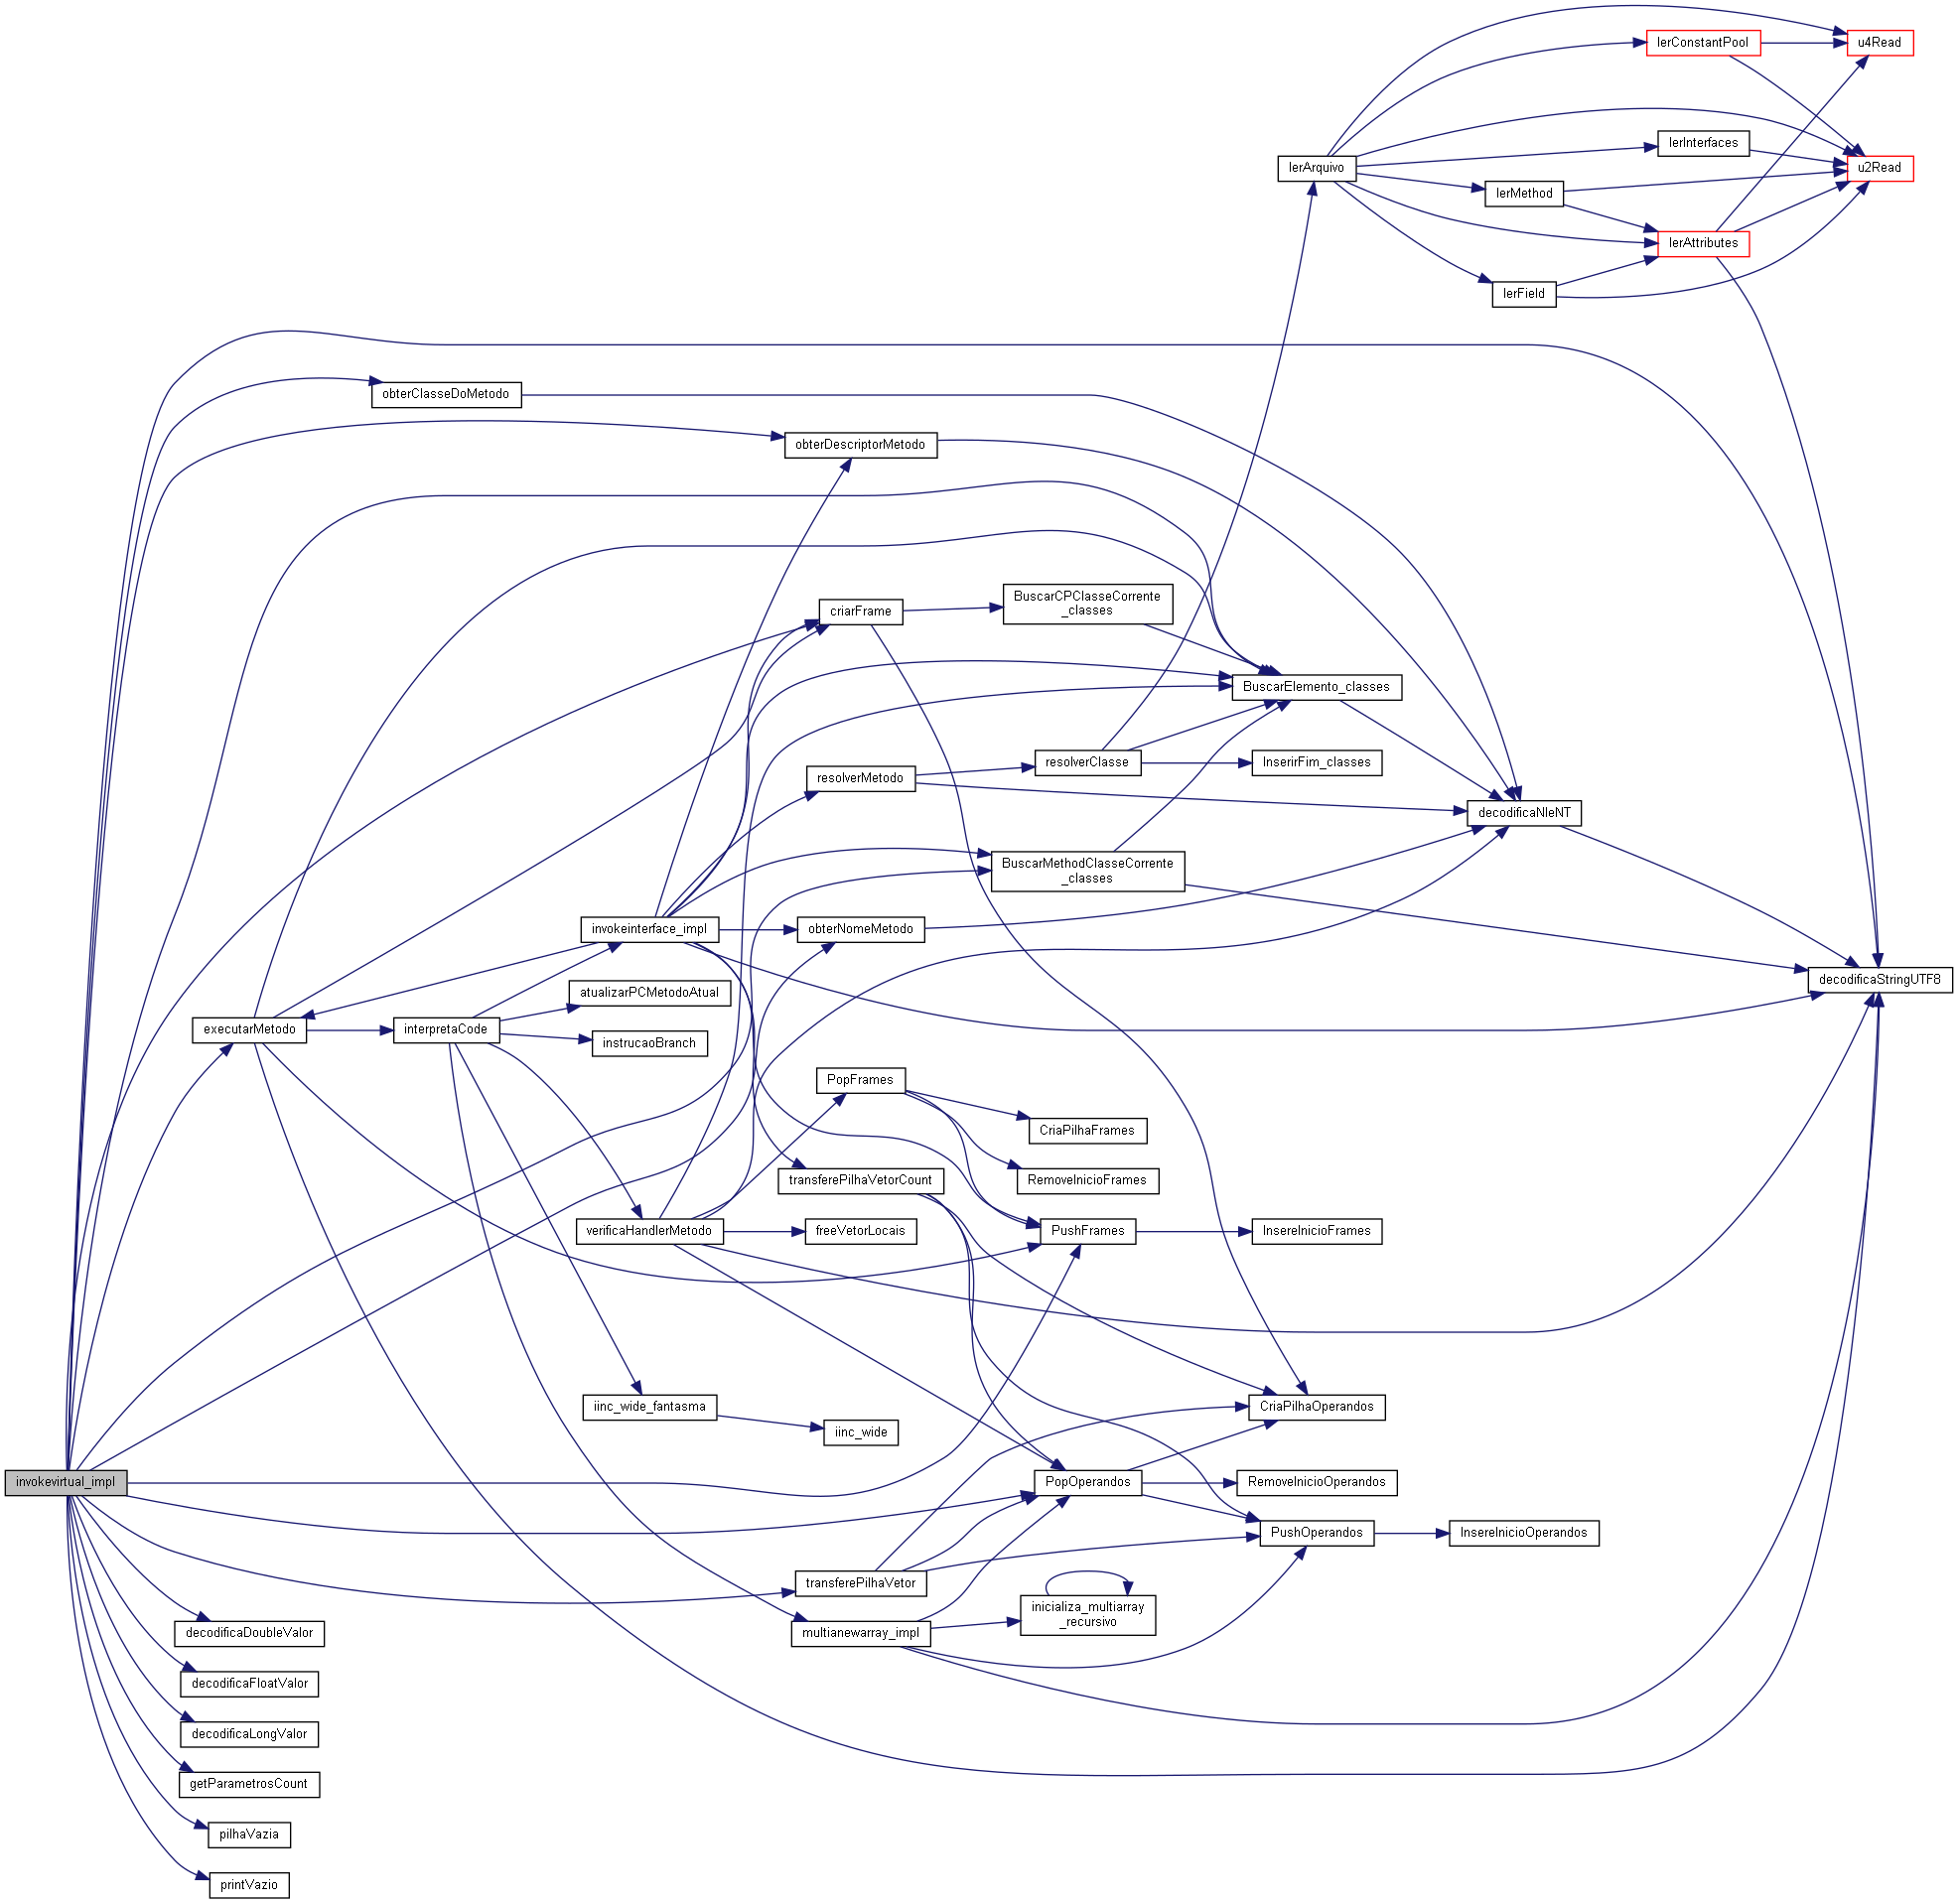 u4Read
lerConstantPool
lerInterfaces
lerArquivo
u2Read
lerMethod
lerAttributes
lerField
obterClasseDoMetodo
obterDescriptorMetodo
BuscarCPClasseCorrente
_classes
criarFrame
BuscarElemento_classes
resolverClasse
InserirFim_classes
resolverMetodo
decodificaNIeNT
BuscarMethodClasseCorrente
_classes
invokeinterface_impl
obterNomeMetodo
decodificaStringUTF8
atualizarPCMetodoAtual
executarMetodo
interpretaCode
instrucaoBranch
PopFrames
CriaPilhaFrames
transferePilhaVetorCount
RemoveInicioFrames
verificaHandlerMetodo
freeVetorLocais
PushFrames
InsereInicioFrames
iinc_wide_fantasma
CriaPilhaOperandos
iinc_wide
invokevirtual_impl
PopOperandos
RemoveInicioOperandos
PushOperandos
InsereInicioOperandos
transferePilhaVetor
inicializa_multiarray
_recursivo
decodificaDoubleValor
multianewarray_impl
decodificaFloatValor
decodificaLongValor
getParametrosCount
pilhaVazia
printVazio